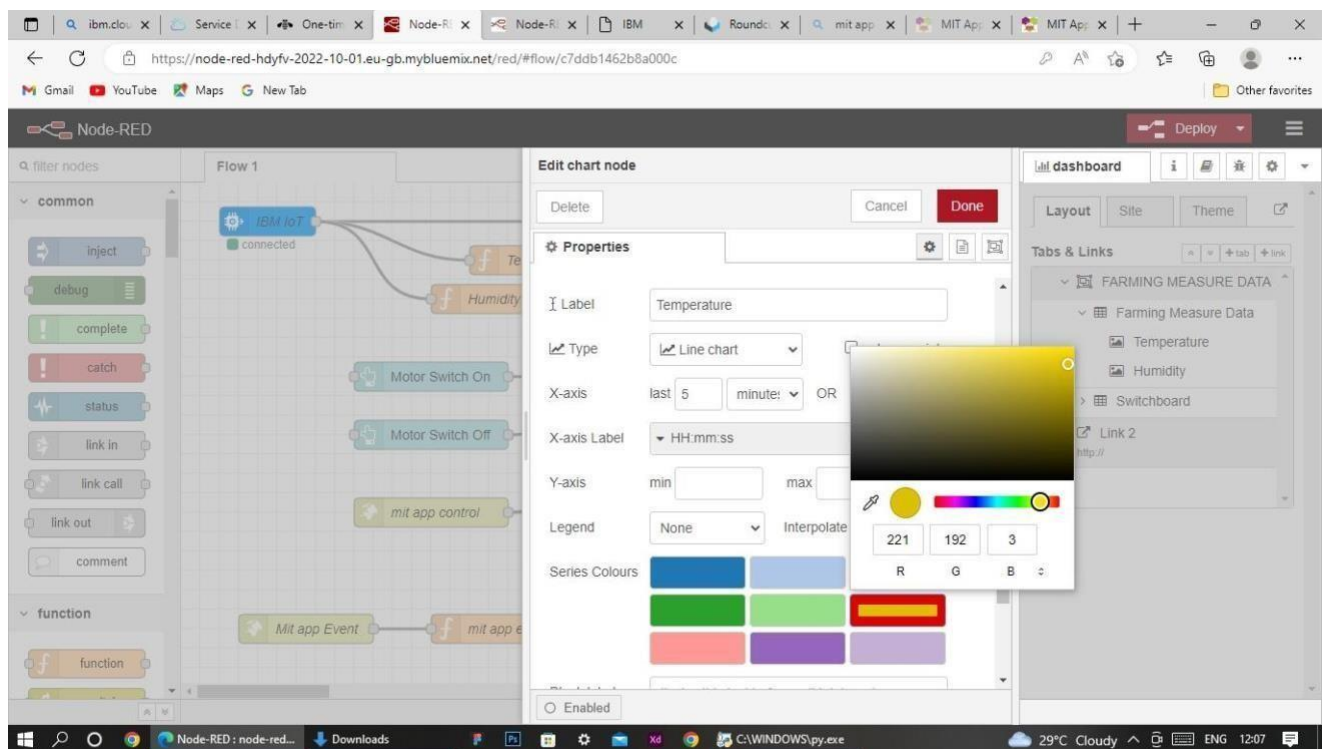 ibm.clou
Service
One-tim
Node-R
Node-R
IBM
Roundc
mit app
MIT Ap
MIT Ap
https://node-red-hdyfv-2022-10-01.eu-gb.mybluemix.net/red/#flow/c7ddb1462b8a000c
Gmail YouTube Maps New Tab Other favorites
Node-RED Deploy
filter nodes
common
inject
debug
complete
catch
status
link in
link call
link out
comment
function
function
Flow 1
IBM IoT
connected
Te
Humidity
Motor Switch On
Motor Switch Off
mit app control
Mit app Event
mit app e
Edit chart node
Delete Cancel Done
Properties
Label Temperature
Type Line chart
X-axis last 5 minutes OR
X-axis Label HH:mm:ss
Y-axis min max
Legend None Interpolate
Series Colours
221 192 3
R G B
Enabled
dashboard
Layout Site Theme
Tabs & Links +tab +link
FARMING MEASURE DATA
Farming Measure Data
Temperature
Humidity
Switchboard
Link 2
http://
Node-RED : node-red... Downloads C:\WINDOWS\py.exe 29°C Cloudy ENG 12:07